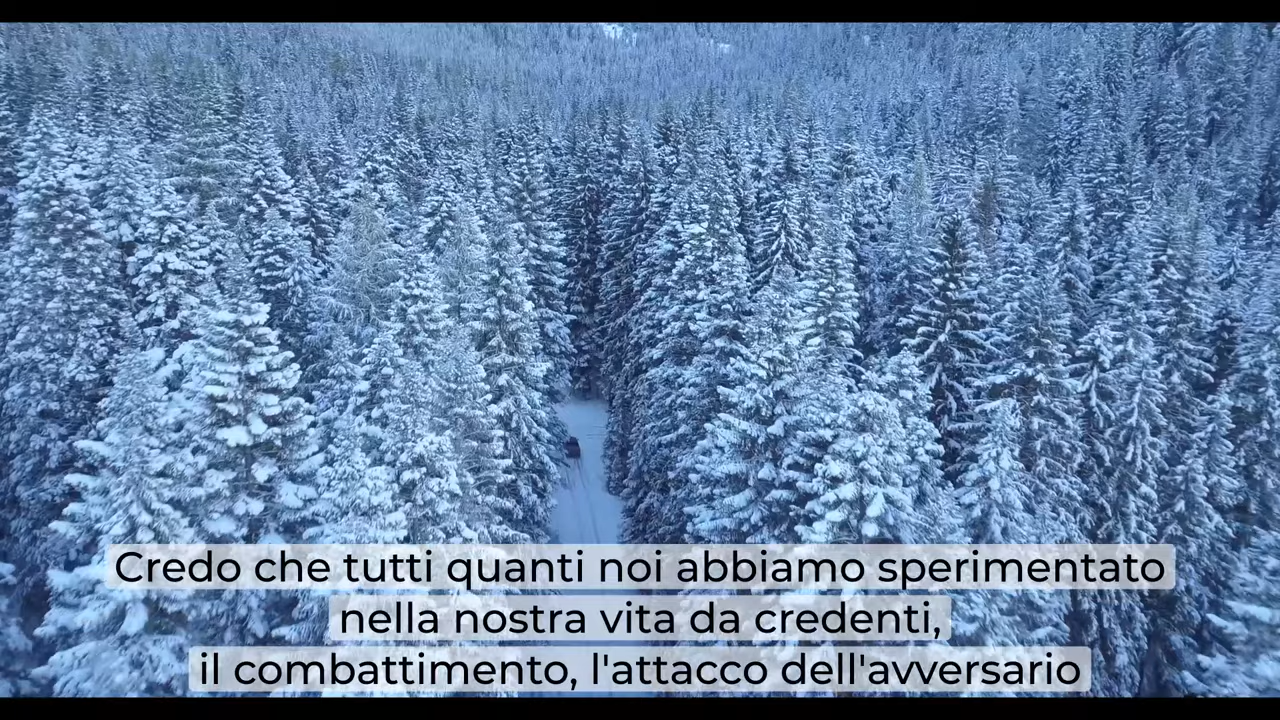 Credo che tutti quanti noi abbiamo sperimentato
nella nostra vita da credenti,
il combattimento, l'attacco dell'avversario